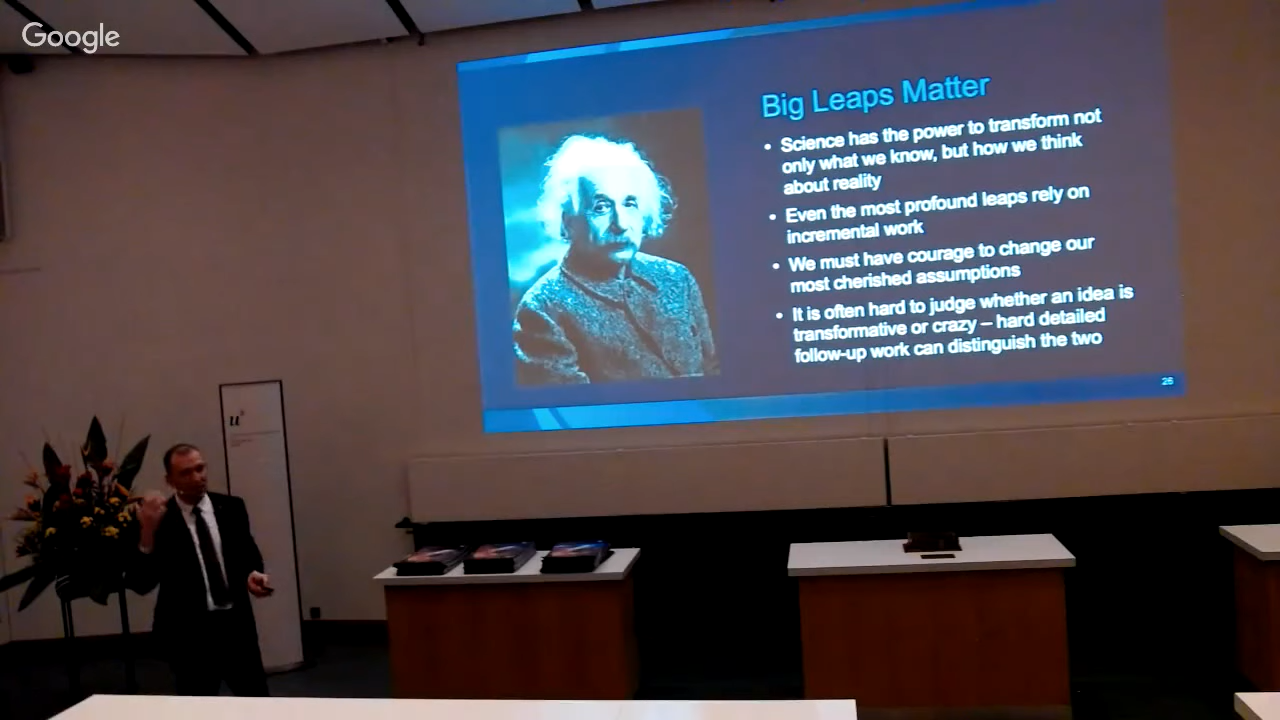 Google
Big Leaps Matter
• Science has the power to transform not
only what we know, but how we think
about reality
• Even the most profound leaps rely on
incremental work
• We must have courage to change our
most cherished assumptions
• It is often hard to judge whether an idea is
transformative or crazy – hard detailed
follow-up work can distinguish the two
26
u
b